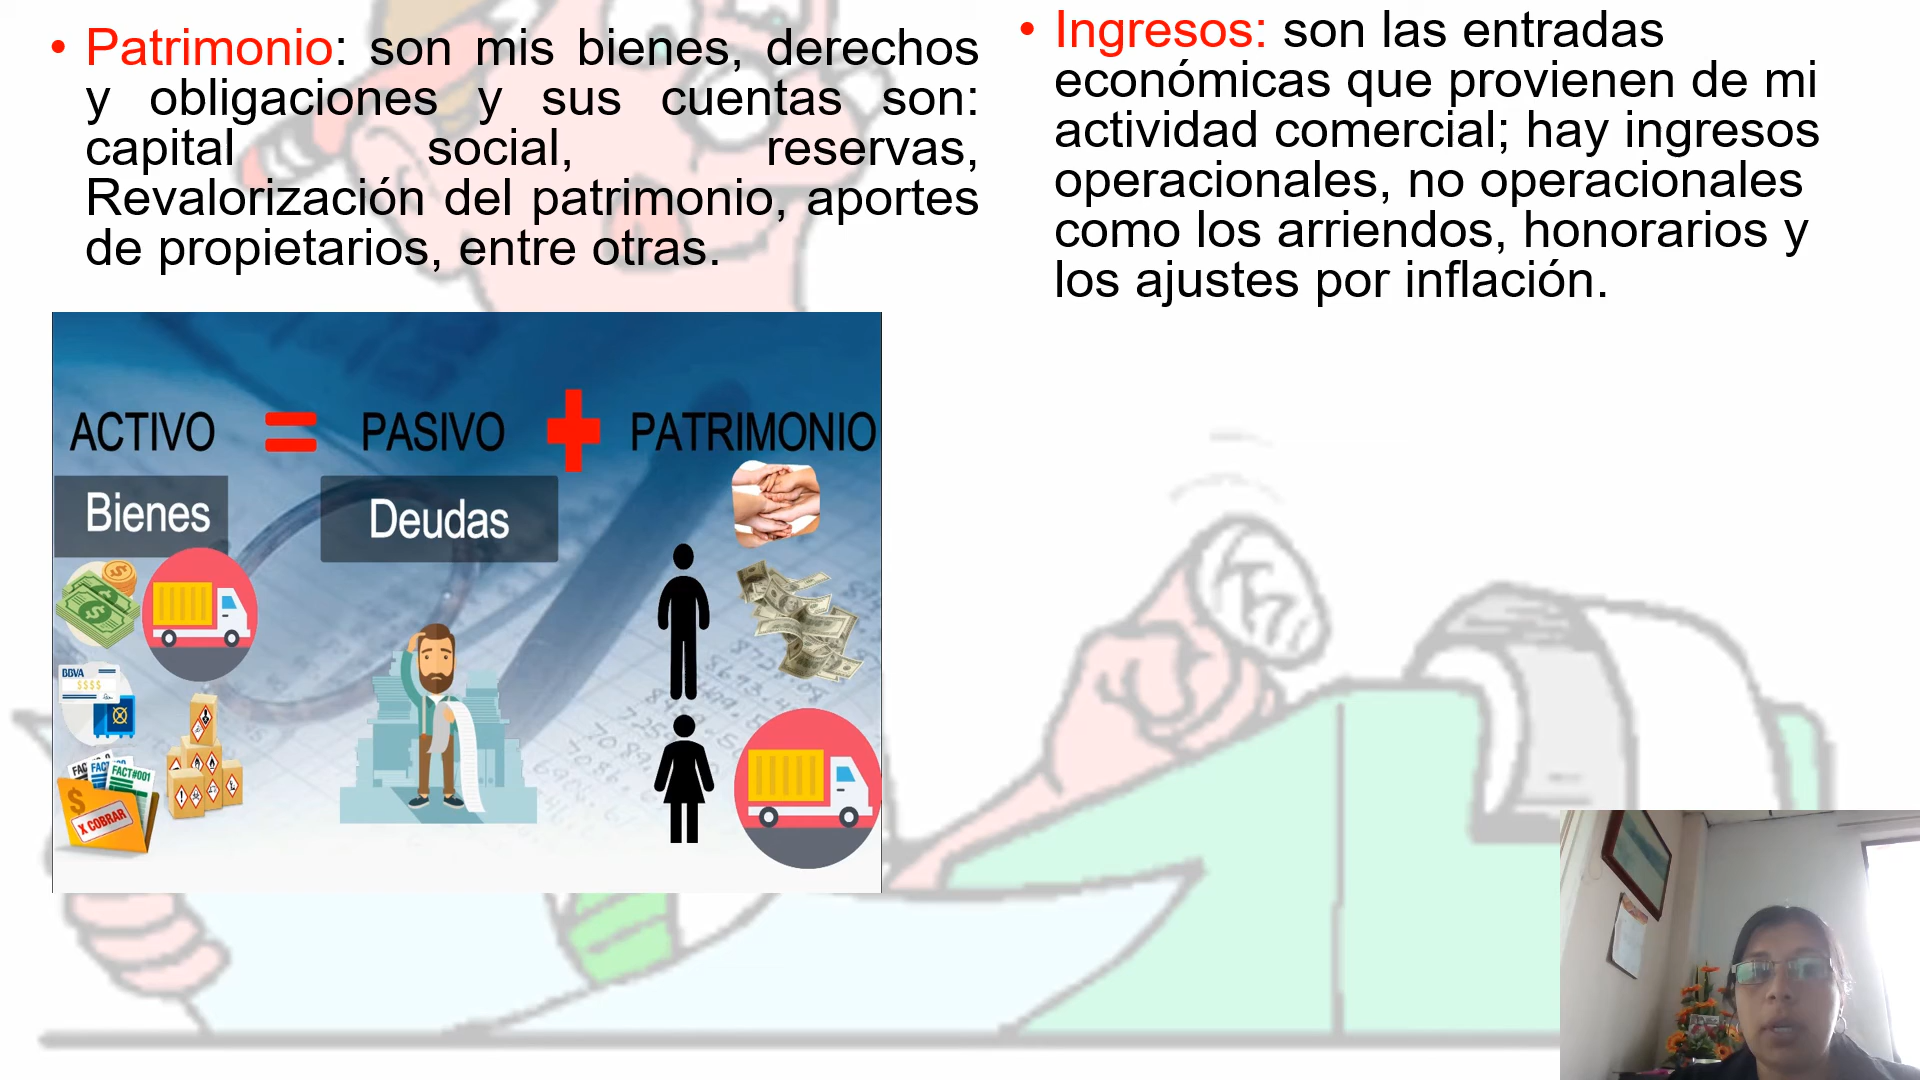 • Patrimonio: son mis bienes, derechos
y obligaciones y sus cuentas son:
capital social, reservas,
Revalorización del patrimonio, aportes
de propietarios, entre otras.
• Ingresos: son las entradas
económicas que provienen de mi
actividad comercial; hay ingresos
operacionales, no operacionales
como los arriendos, honorarios y
los ajustes por inflación.
ACTIVO = PASIVO + PATRIMONIO
Bienes
Deudas
BBVA
$$$$
FACT#001
$
X COBRAR